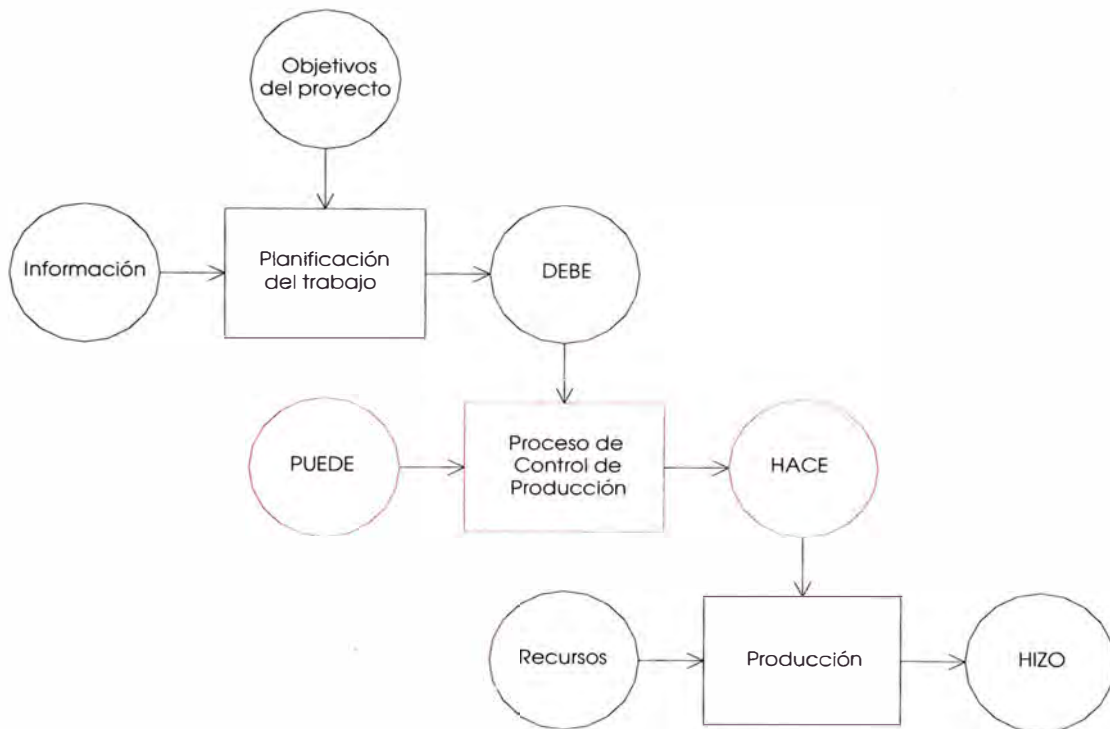 Objetivos
del proyecto
Información
Planificación
del trabajo
DEBE
PUEDE
Proceso de
Control de
Producción
HACE
Recursos
Producción
HIZO